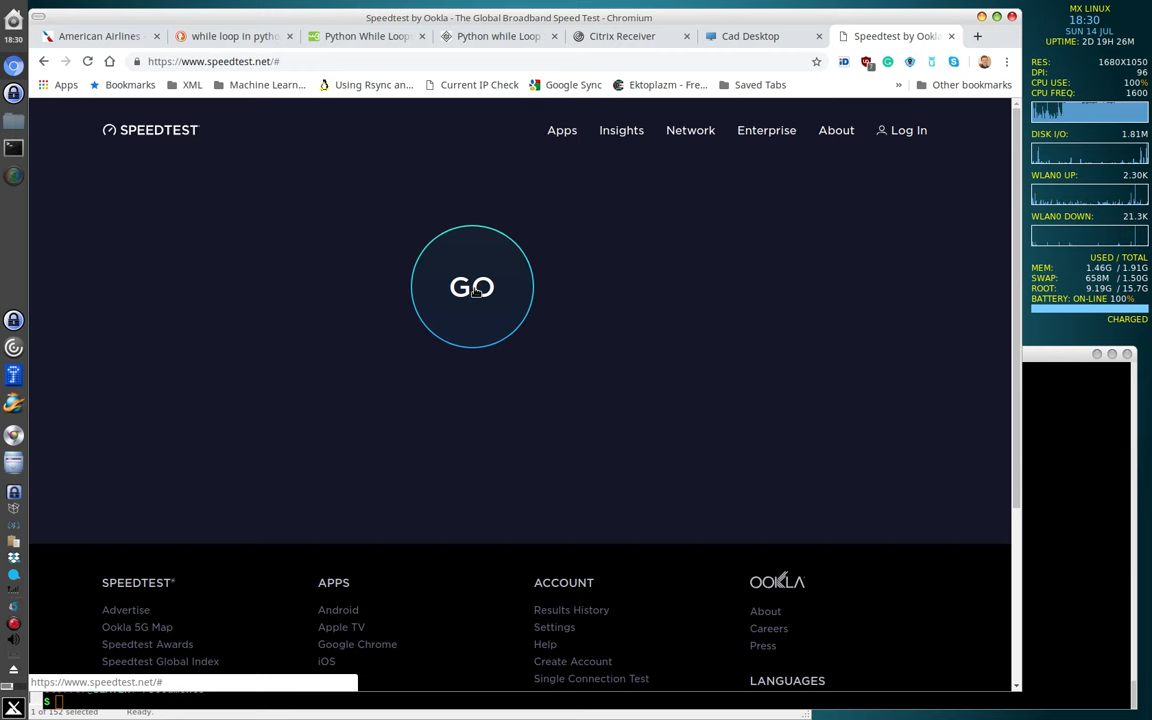 Speedtest by Ookla - The Global Broadband Speed Test - Chromium
American Airlines -
while loop in pytho
Python While Loop
Python while Loop
Citrix Receiver
Cad Desktop
Speedtest by Ookla
https://www.speedtest.net/#
7
Apps
Bookmarks
XML
Machine Learn...
Using Rsync an...
Current IP Check
Google Sync
Ektoplazm - Fre...
Saved Tabs
»
Other bookmarks
SPEEDTEST
Apps
Insights
Network
Enterprise
About
Log In
GO
SPEEDTEST®
Advertise
Ookla 5G Map
Speedtest Awards
Speedtest Global Index
APPS
Android
Apple TV
Google Chrome
iOS
ACCOUNT
Results History
Settings
Help
Create Account
Single Connection Test
OOKLA
About
Careers
Press
LANGUAGES
https://www.speedtest.net/#
$
1 of 152 selected
Ready.
18:30
MX LINUX
18:30
SUN 14 JUL
UPTIME: 2D 19H 26M
RES: 1680X1050
DPI: 96
CPU USE: 100%
CPU FREQ: 1600
DISK I/O: 1.81M
WLAN0 UP: 2.30K
WLAN0 DOWN: 21.3K
USED / TOTAL
MEM: 1.46G / 1.91G
SWAP: 658M / 1.50G
ROOT: 9.19G / 15.7G
BATTERY: ON-LINE 100%
CHARGED